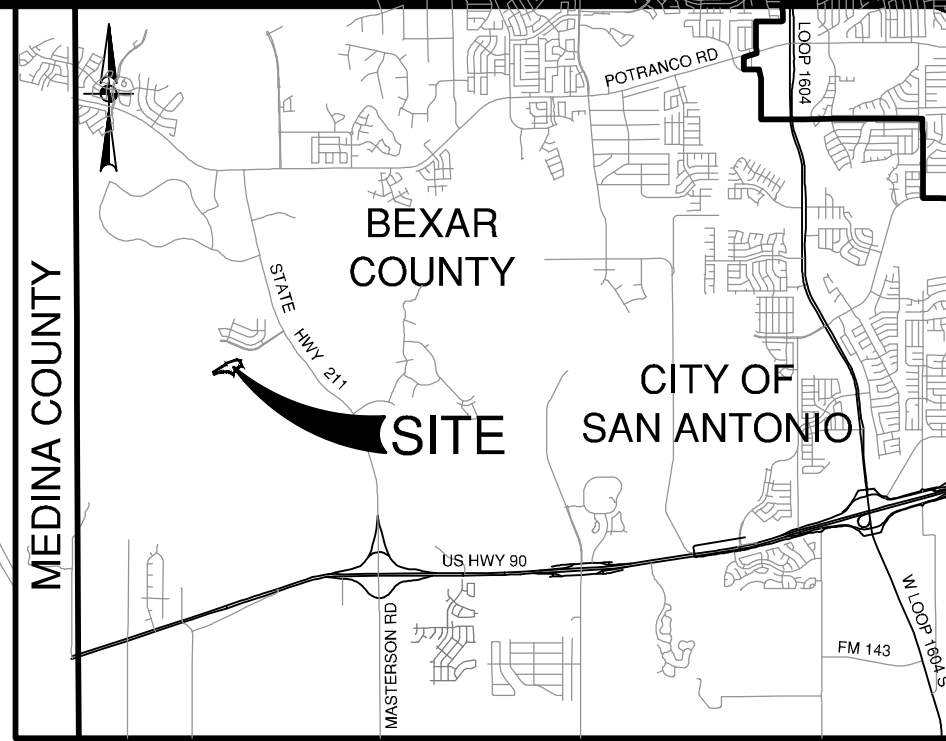 POTRANCO RD
LOOP 1604
BEXAR
COUNTY
STATE HWY 211
MEDINA COUNTY
CITY OF
SAN ANTONIO
SITE
US HWY 90
MASTERSON RD
W LOOP 1604 S
FM 143